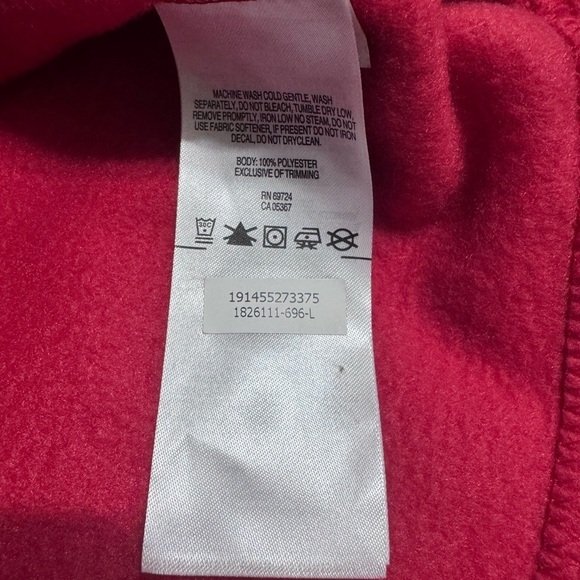 MACHINE WASH COLD GENTLE, WASH
SEPARATELY, DO NOT BLEACH, TUMBLE DRY LOW,
REMOVE PROMPTLY, IRON LOW NO STEAM, DO NOT
USE FABRIC SOFTENER, IF PRESENT DO NOT IRON
DECAL, DO NOT DRYCLEAN.
BODY: 100% POLYESTER
EXCLUSIVE OF TRIMMING
RN 69724
CA 05367
30C
191455273375
1826111-696-L